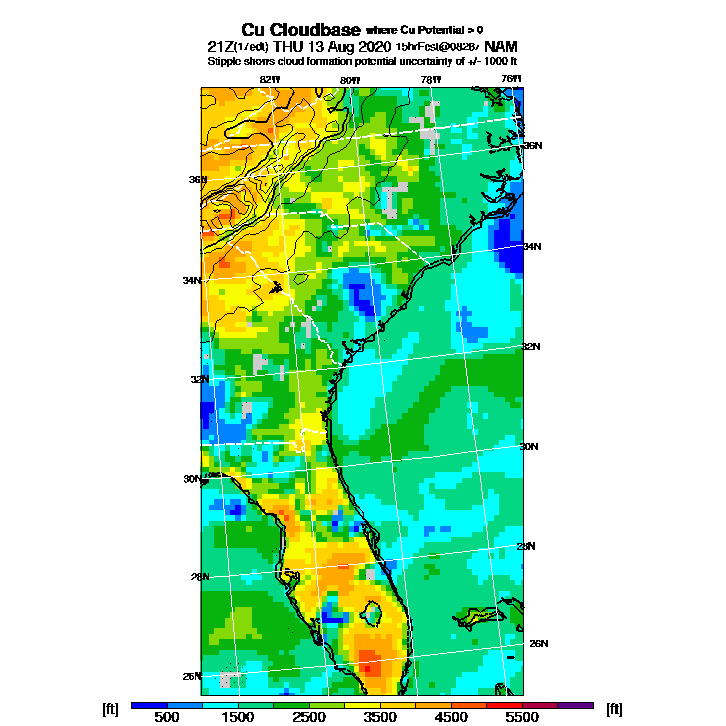 Cu Cloudbase where Cu Potential > 0
21Z(17edt) THU 13 Aug 2020 15hrFcst@0828z NAM
Stipple shows cloud formation potential uncertainty of +/- 1000 ft
82W 80W 78W 76W
36N
36N
34N
34N
32N
32N
30N
30N
28N
28N
26N
26N
[ft] 500 1500 2500 3500 4500 5500 [ft]